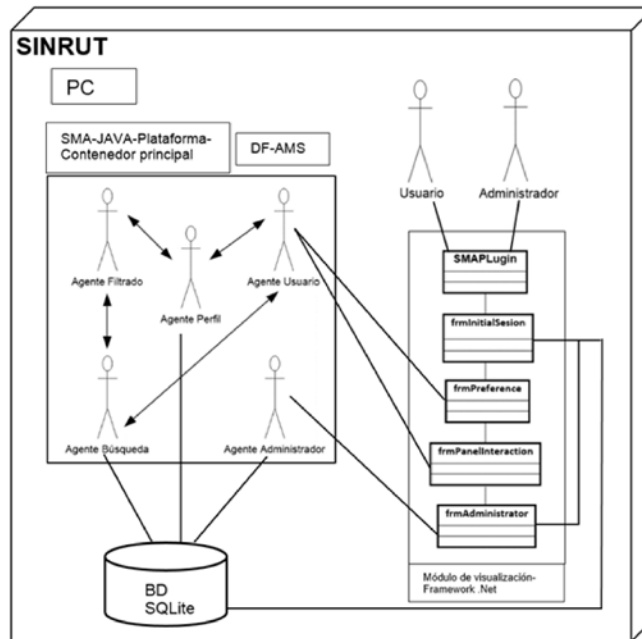 SINRUT
PC
SMA-JAVA-Plataforma-
Contenedor principal
DF-AMS
Usuario
Administrador
Agente Filtrado
Agente Perfil
Agente Usuario
Agente Búsqueda
Agente Administrador
SMAPLugin
frmInitialSesion
frmPreference
frmPanelInteraction
frmAdministrator
Módulo de visualización-
Framework .Net
BD
SQLite